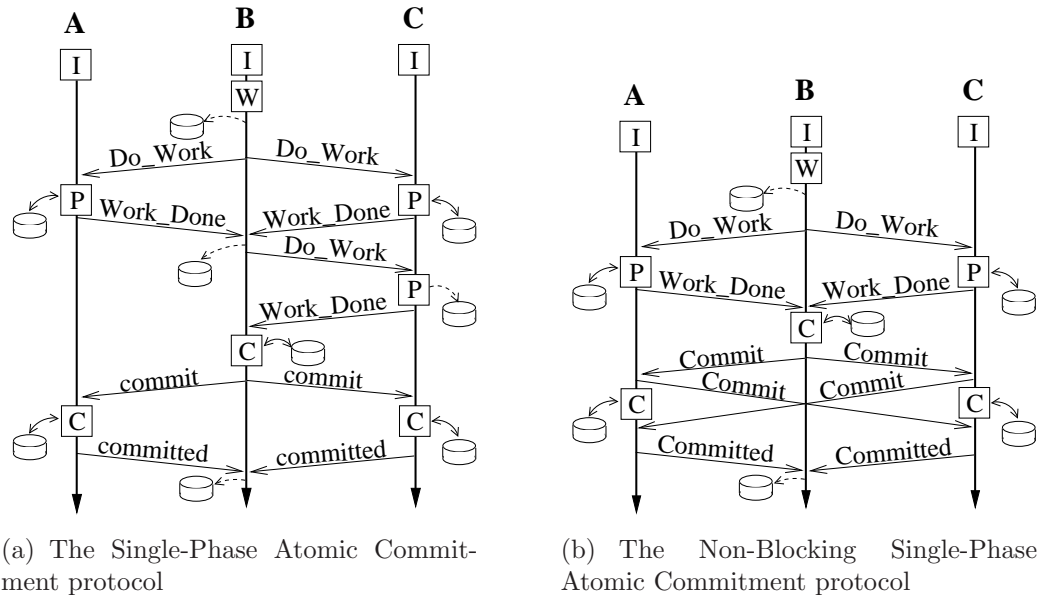 A B C
I I I
W
Do_Work Do_Work
P P
Work_Done Work_Done
Do_Work
P
Work_Done
C
commit commit
C C
committed committed
(a) The Single-Phase Atomic Commit-
ment protocol
A B C
I I I
W
Do_Work Do_Work
P P
Work_Done Work_Done
C
Commit Commit
Commit Commit
C C
Committed Committed
(b) The Non-Blocking Single-Phase
Atomic Commitment protocol